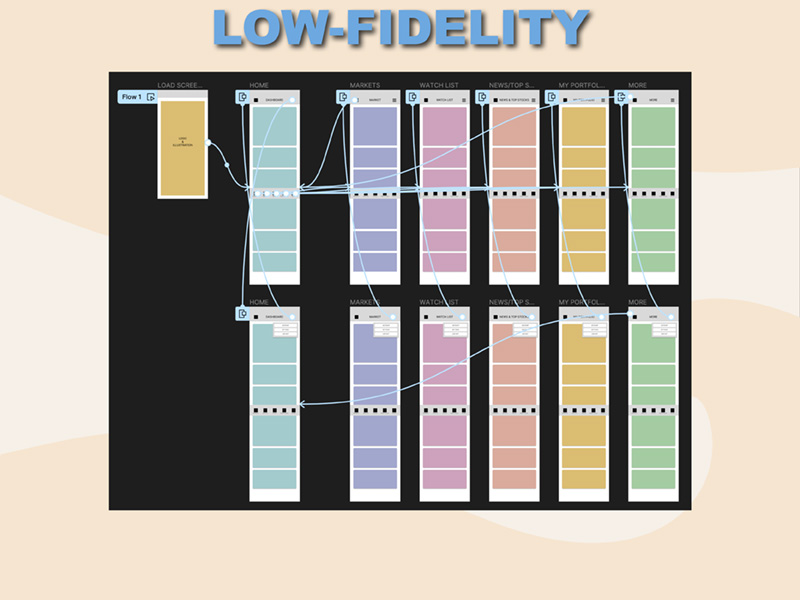 LOW-FIDELITY
LOAD SCREE...
HOME
MARKETS
WATCH LIST
NEWS/TOP S...
MY PORTFOL...
MORE
Flow 1
DASHBOARD
MARKET
WATCH LIST
NEWS & TOP STOCKS
MORE
LOGO
&
ILLUSTRATION
HOME
MARKETS
WATCH LIST
NEWS/TOP S...
MY PORTFOL...
MORE
DASHBOARD
MARKET
WATCH LIST
NEWS & TOP STOCKS
MORE